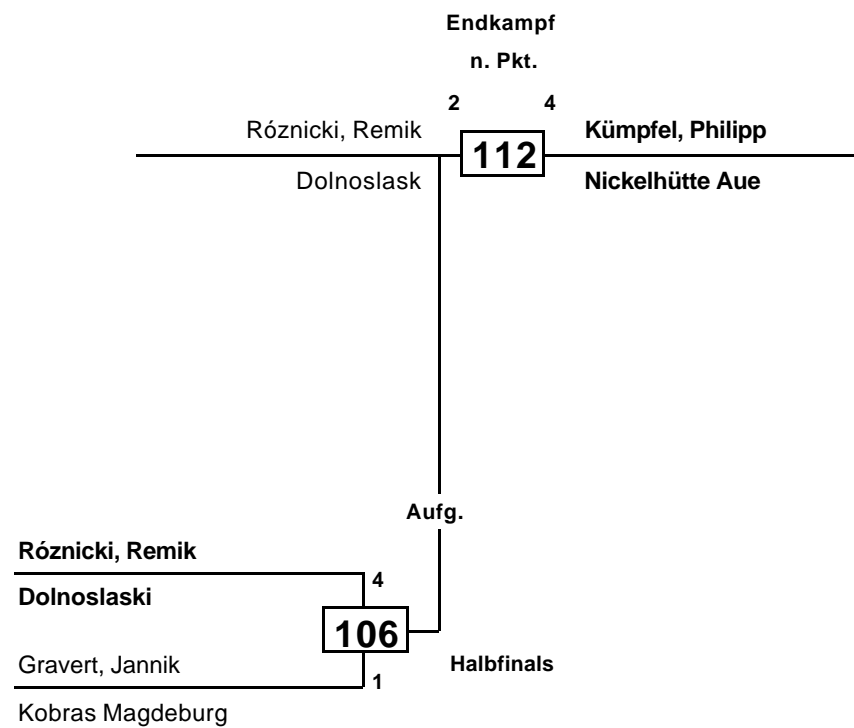 Endkampf
n. Pkt.
2 4
Róznicki, Remik 112 Kümpfel, Philipp
Dolnoslask Nickelhütte Aue
Aufg.
Róznicki, Remik
4
Dolnoslaski
106
Gravert, Jannik Halbfinals
1
Kobras Magdeburg